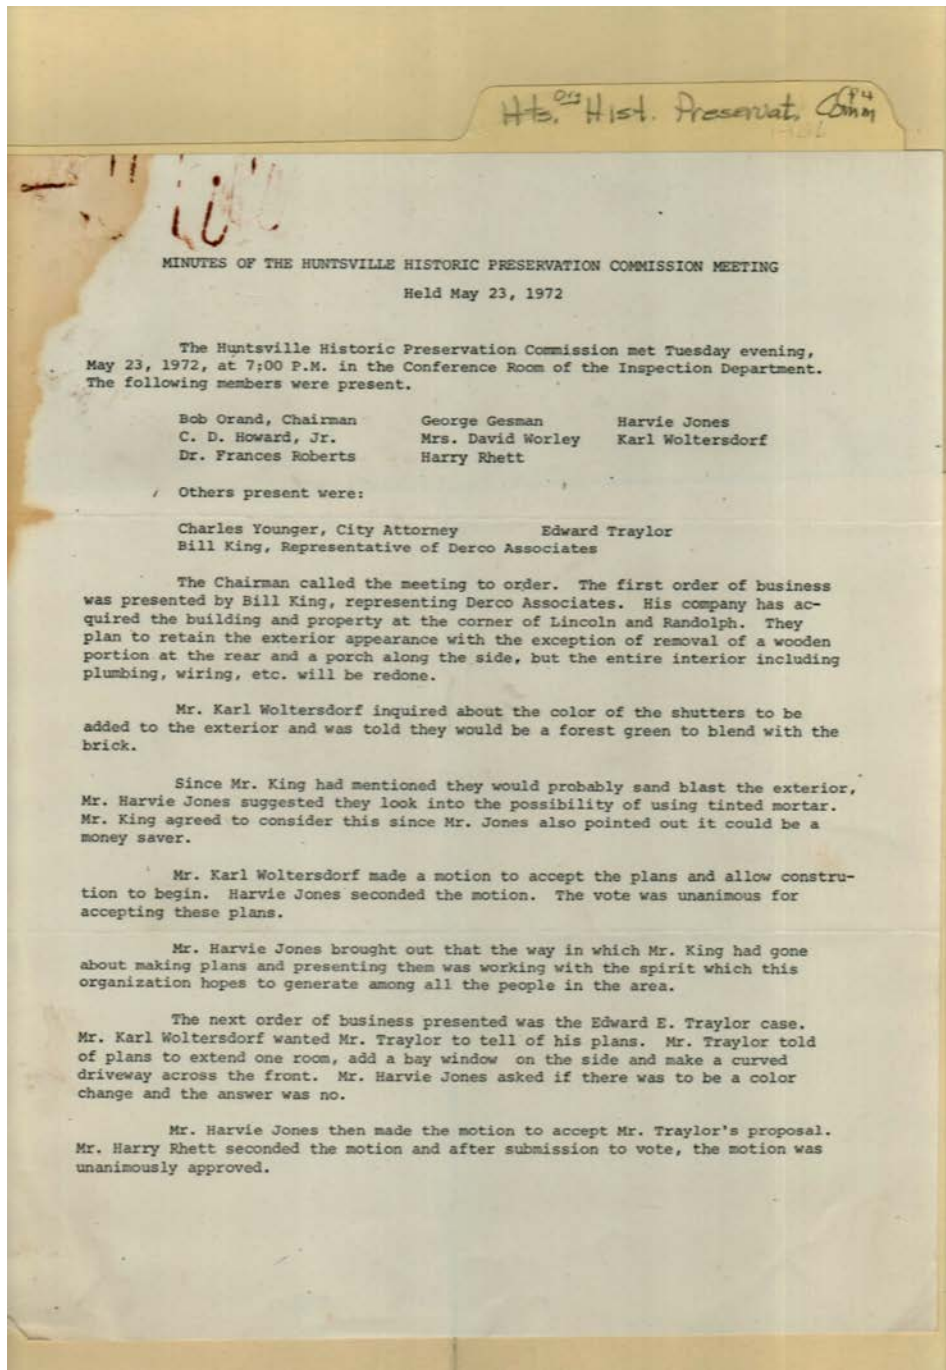 Hts. Org Hist. Preservat. Comm
MINUTES OF THE HUNTSVILLE HISTORIC PRESERVATION COMMISSION MEETING
Held May 23, 1972
The Huntsville Historic Preservation Commission met Tuesday evening,
May 23, 1972, at 7:00 P.M. in the Conference Room of the Inspection Department.
The following members were present.
Bob Orand, Chairman George Gesman Harvie Jones
C. D. Howard, Jr. Mrs. David Worley Karl Woltersdorf
Dr. Frances Roberts Harry Rhett
Others present were:
Charles Younger, City Attorney Edward Traylor
Bill King, Representative of Derco Associates
The Chairman called the meeting to order. The first order of business
was presented by Bill King, representing Derco Associates. His company has ac-
quired the building and property at the corner of Lincoln and Randolph. They
plan to retain the exterior appearance with the exception of removal of a wooden
portion at the rear and a porch along the side, but the entire interior including
plumbing, wiring, etc. will be redone.
Mr. Karl Woltersdorf inquired about the color of the shutters to be
added to the exterior and was told they would be a forest green to blend with the
brick.
Since Mr. King had mentioned they would probably sand blast the exterior,
Mr. Harvie Jones suggested they look into the possibility of using tinted mortar.
Mr. King agreed to consider this since Mr. Jones also pointed out it could be a
money saver.
Mr. Karl Woltersdorf made a motion to accept the plans and allow constru-
tion to begin. Harvie Jones seconded the motion. The vote was unanimous for
accepting these plans.
Mr. Harvie Jones brought out that the way in which Mr. King had gone
about making plans and presenting them was working with the spirit which this
organization hopes to generate among all the people in the area.
The next order of business presented was the Edward E. Traylor case.
Mr. Karl Woltersdorf wanted Mr. Traylor to tell of his plans. Mr. Traylor told
of plans to extend one room, add a bay window on the side and make a curved
driveway across the front. Mr. Harvie Jones asked if there was to be a color
change and the answer was no.
Mr. Harvie Jones then made the motion to accept Mr. Traylor's proposal.
Mr. Harry Rhett seconded the motion and after submission to vote, the motion was
unanimously approved.